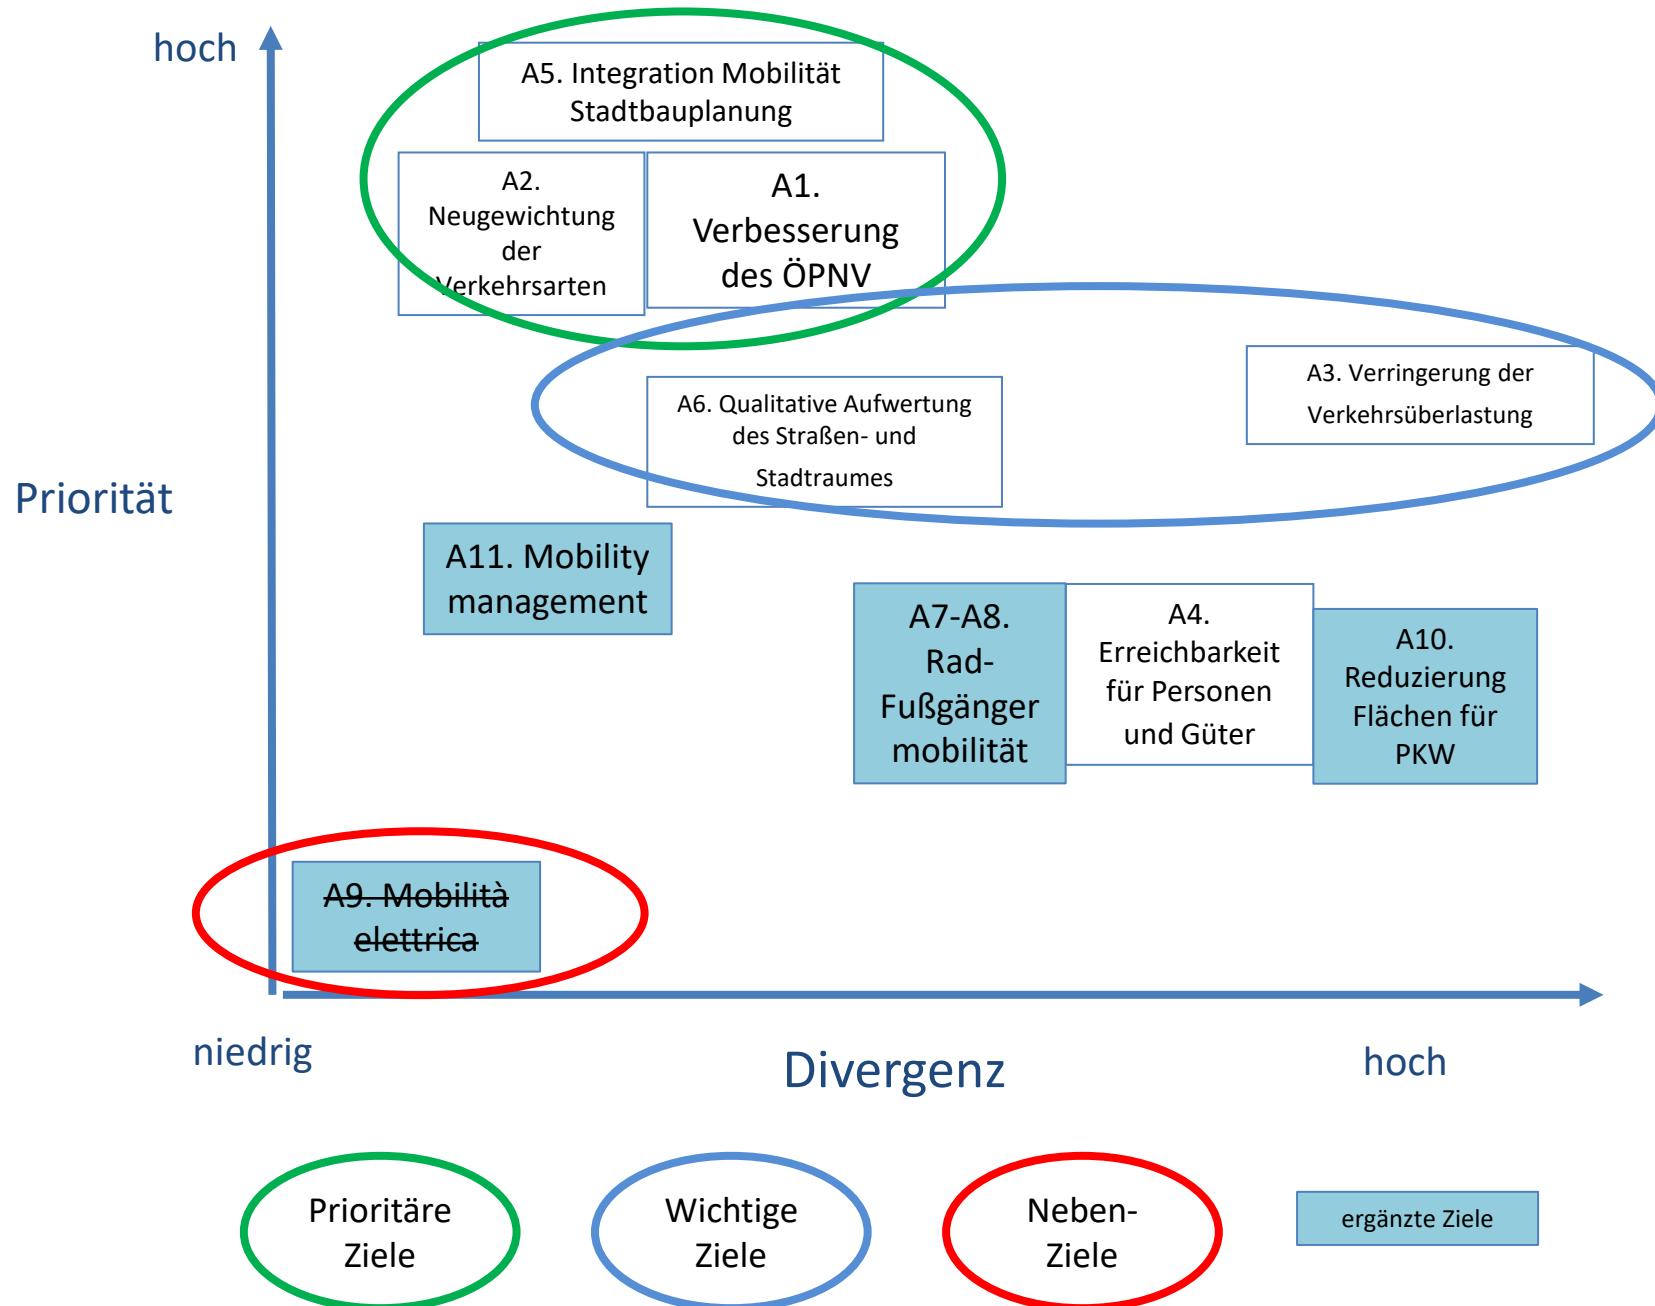 hoch
A5. Integration Mobilität
Stadtbauplanung
A2.
Neugewichtung
der
Verkehrsarten
A1.
Verbesserung
des ÖPNV
A3. Verringerung der
Verkehrsüberlastung
A6. Qualitative Aufwertung
des Straßen- und
Stadtraumes
Priorität
A11. Mobility
management
A7-A8.
Rad-
Fußgänger
mobilität
A4.
Erreichbarkeit
für Personen
und Güter
A10.
Reduzierung
Flächen für
PKW
A9. Mobilità
elettrica
niedrig
Divergenz
hoch
Prioritäre
Ziele
Wichtige
Ziele
Neben-
Ziele
ergänzte Ziele